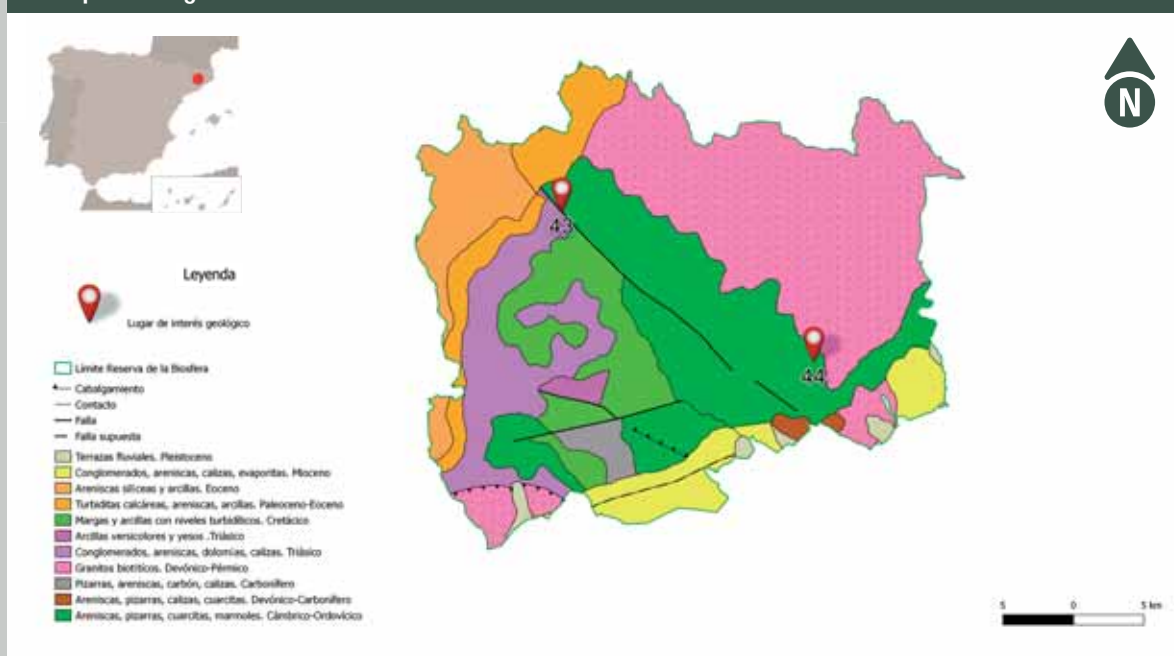 N
Leyenda
Lugar de interés geológico
Límite Reserva de la Biosfera
Cabalgamiento
Contacto
Falla
Falla supuesta
Terrazas fluviales. Pleistoceno
Conglomerados, areniscas, calizas, evaporitas. Mioceno
Areniscas silíceas y arcillas. Eoceno
Turbiditas calcáreas, areniscas, arcillas. Paleoceno-Eoceno
Margas y arcillas con niveles turbidíticos. Cretácico
Arcillas versicolores y yesos .Triásico
Conglomerados, areniscas, dolomías, calizas. Triásico
Granitos biotíticos. Devónico-Pérmico
Pizarras, areniscas, carbón, calizas. Carbonífero
Areniscas, pizarras, calizas, cuarcitas. Devónico-Carbonífero
Areniscas, pizarras, cuarcitas, marmoles. Cámbrico-Ordovícico
43
44
5 0 5 km